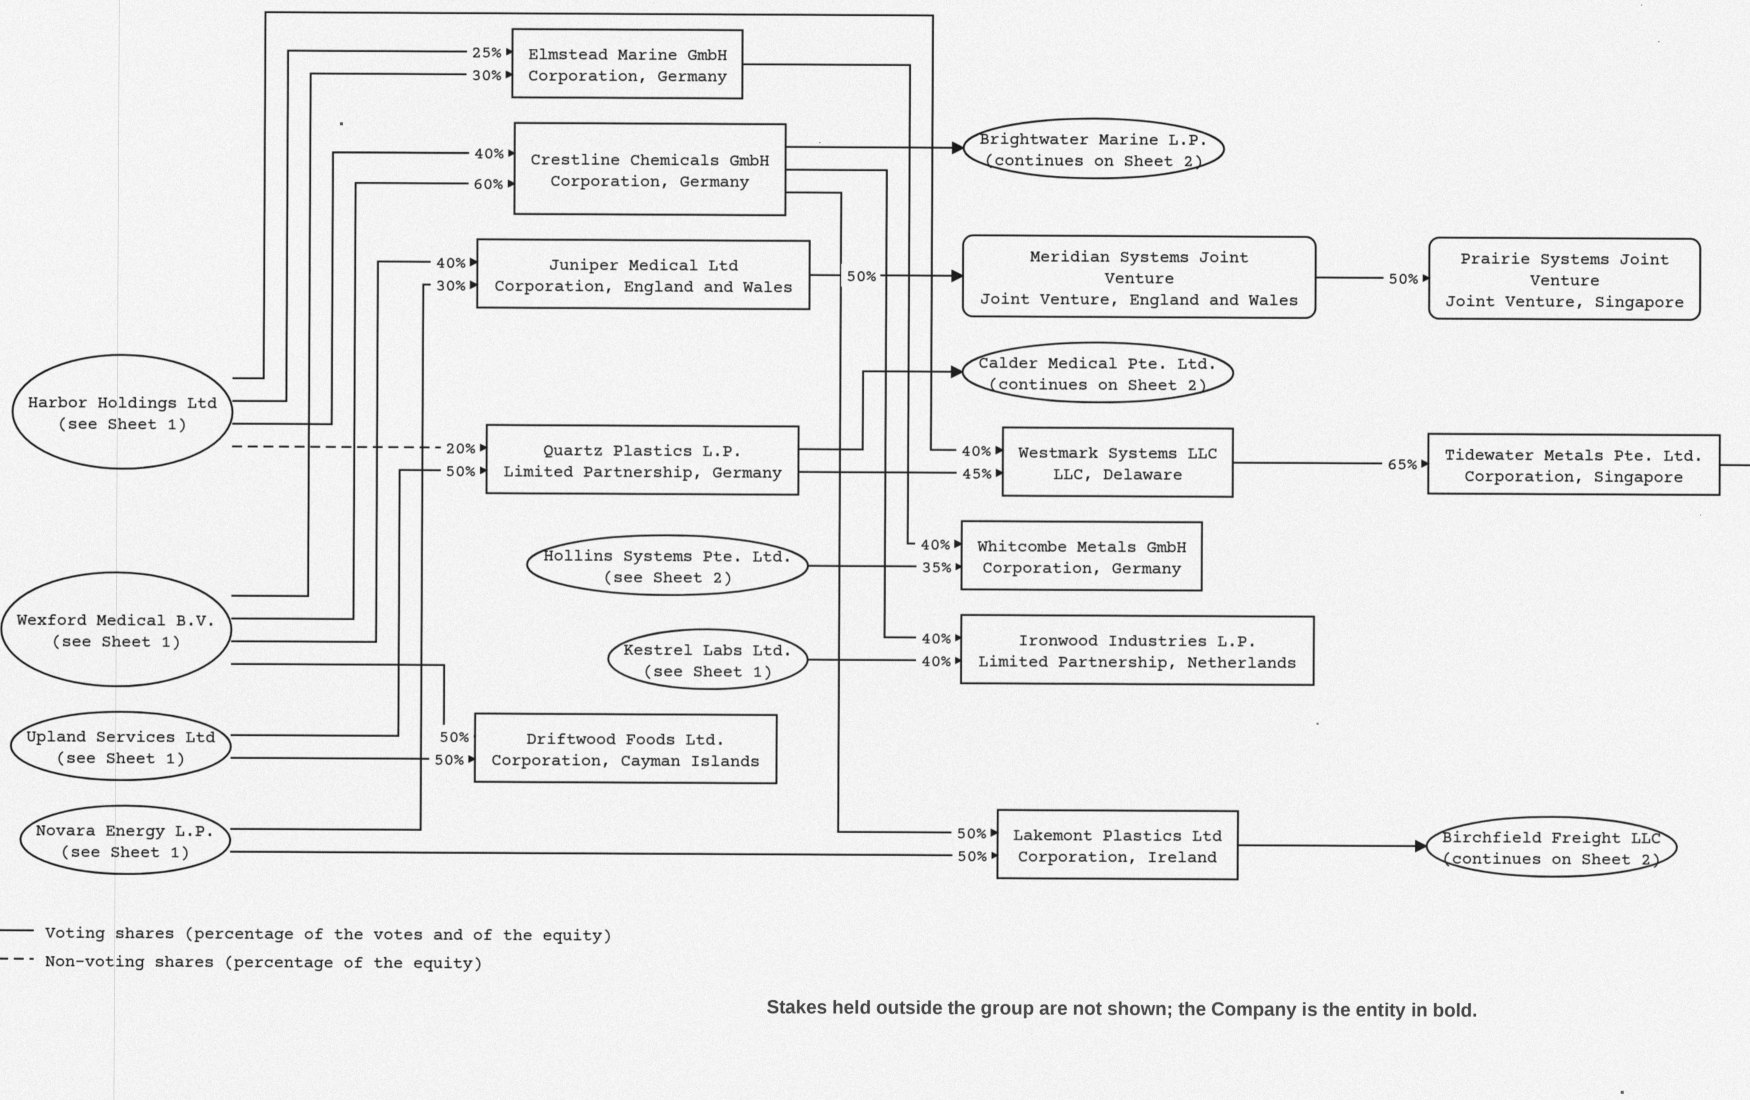 25%
30%
Elmstead Marine GmbH
Corporation, Germany
40%
60%
Crestline Chemicals GmbH
Corporation, Germany
Brightwater Marine L.P.
(continues on Sheet 2)
40%
30%
Juniper Medical Ltd
Corporation, England and Wales
50%
Meridian Systems Joint
Venture
Joint Venture, England and Wales
50%
Prairie Systems Joint
Venture
Joint Venture, Singapore
Harbor Holdings Ltd
(see Sheet 1)
Calder Medical Pte. Ltd.
(continues on Sheet 2)
20%
50%
Quartz Plastics L.P.
Limited Partnership, Germany
40%
45%
Westmark Systems LLC
LLC, Delaware
65%
Tidewater Metals Pte. Ltd.
Corporation, Singapore
Hollins Systems Pte. Ltd.
(see Sheet 2)
40%
35%
Whitcombe Metals GmbH
Corporation, Germany
Wexford Medical B.V.
(see Sheet 1)
Kestrel Labs Ltd.
(see Sheet 1)
40%
40%
Ironwood Industries L.P.
Limited Partnership, Netherlands
Upland Services Ltd
(see Sheet 1)
50%
50%
Driftwood Foods Ltd.
Corporation, Cayman Islands
Novara Energy L.P.
(see Sheet 1)
50%
50%
Lakemont Plastics Ltd
Corporation, Ireland
Birchfield Freight LLC
(continues on Sheet 2)
Voting shares (percentage of the votes and of the equity)
Non-voting shares (percentage of the equity)
Stakes held outside the group are not shown; the Company is the entity in bold.